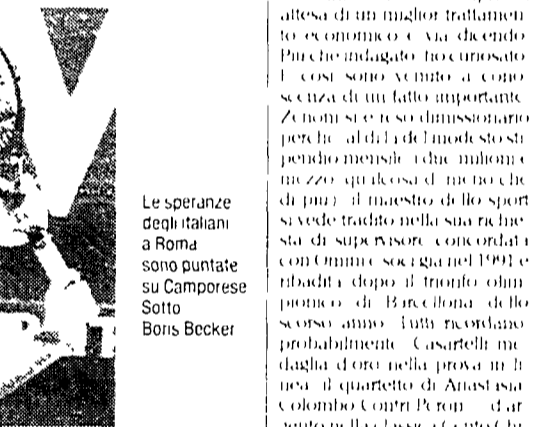 Le speranze
degli italiani
a Roma
sono puntate
su Camporese
Sotto
Boris Becker
attesa di un miglior trattamen
to economico e via dicendo
Più che indagato ho curiosato
E così sono venuto a cono
scenza di un fatto importante
Zenoni si è reso dimissionario
perché al di là del modesto sti
pendio mensile i due milioni e
mezzo qualcosa di meno che
di più il maestro dello sport
si vede tradito nella sua richie
sta di supervisore concordata
con Omini e soci già nel 1991 e
ribadita dopo il trionfo olim
pionico di Barcellona dello
scorso anno Tutti ricordano
probabilmente Casartelli me
daglia d'oro nella prova in li
nea il quartetto di Anastasia
Colombo Contri Peron d'ar